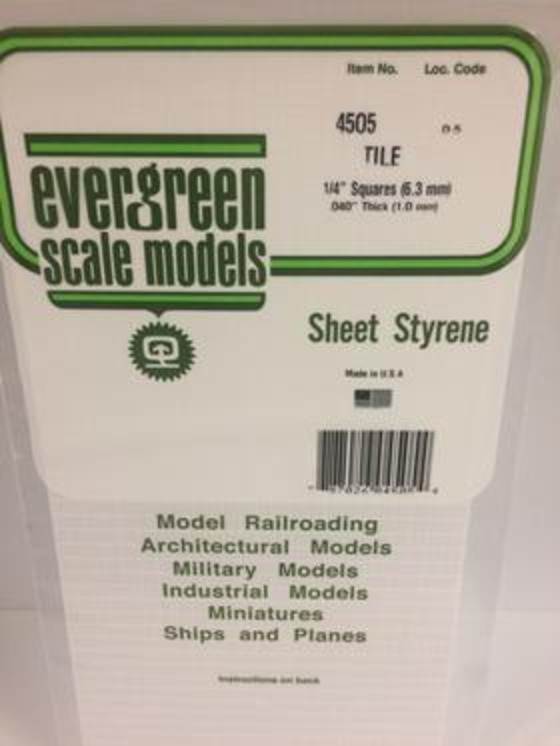 Item No. Loc. Code
4505 05
TILE
1/4" Squares (6.3 mm)
.040" Thick (1.0 mm)
evergreen
scale models
Sheet Styrene
Made in U.S.A
Model Railroading
Architectural Models
Military Models
Industrial Models
Miniatures
Ships and Planes
Instructions on back